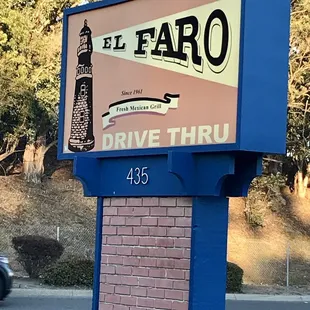 EL FARO
Since 1961
Fresh Mexican Grill
DRIVE THRU
435